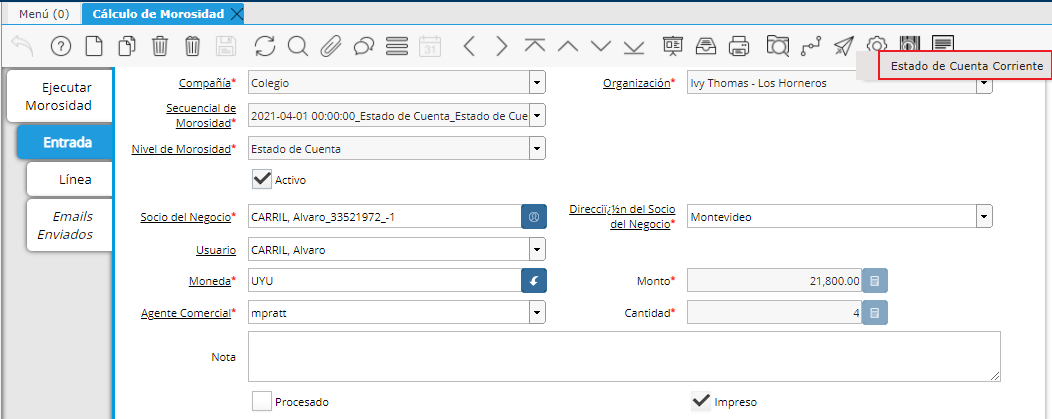 Menú (0)
Cálculo de Morosidad
31
Estado de Cuenta Corriente
Ejecutar
Morosidad
Entrada
Línea
Emails
Enviados
Compañía* Colegio
Organización* Ivy Thomas - Los Horneros
Secuencial de
Morosidad* 2021-04-01 00:00:00_Estado de Cuenta_Estado de Cue
Nivel de Morosidad* Estado de Cuenta
Activo
Socio del Negocio* CARRIL, Alvaro_33521972_-1
Direcciï¿½n del Socio
del Negocio* Montevideo
Usuario CARRIL, Alvaro
Moneda* UYU
Monto* 21,800.00
Agente Comercial* mpratt
Cantidad* 4
Nota
Procesado
Impreso